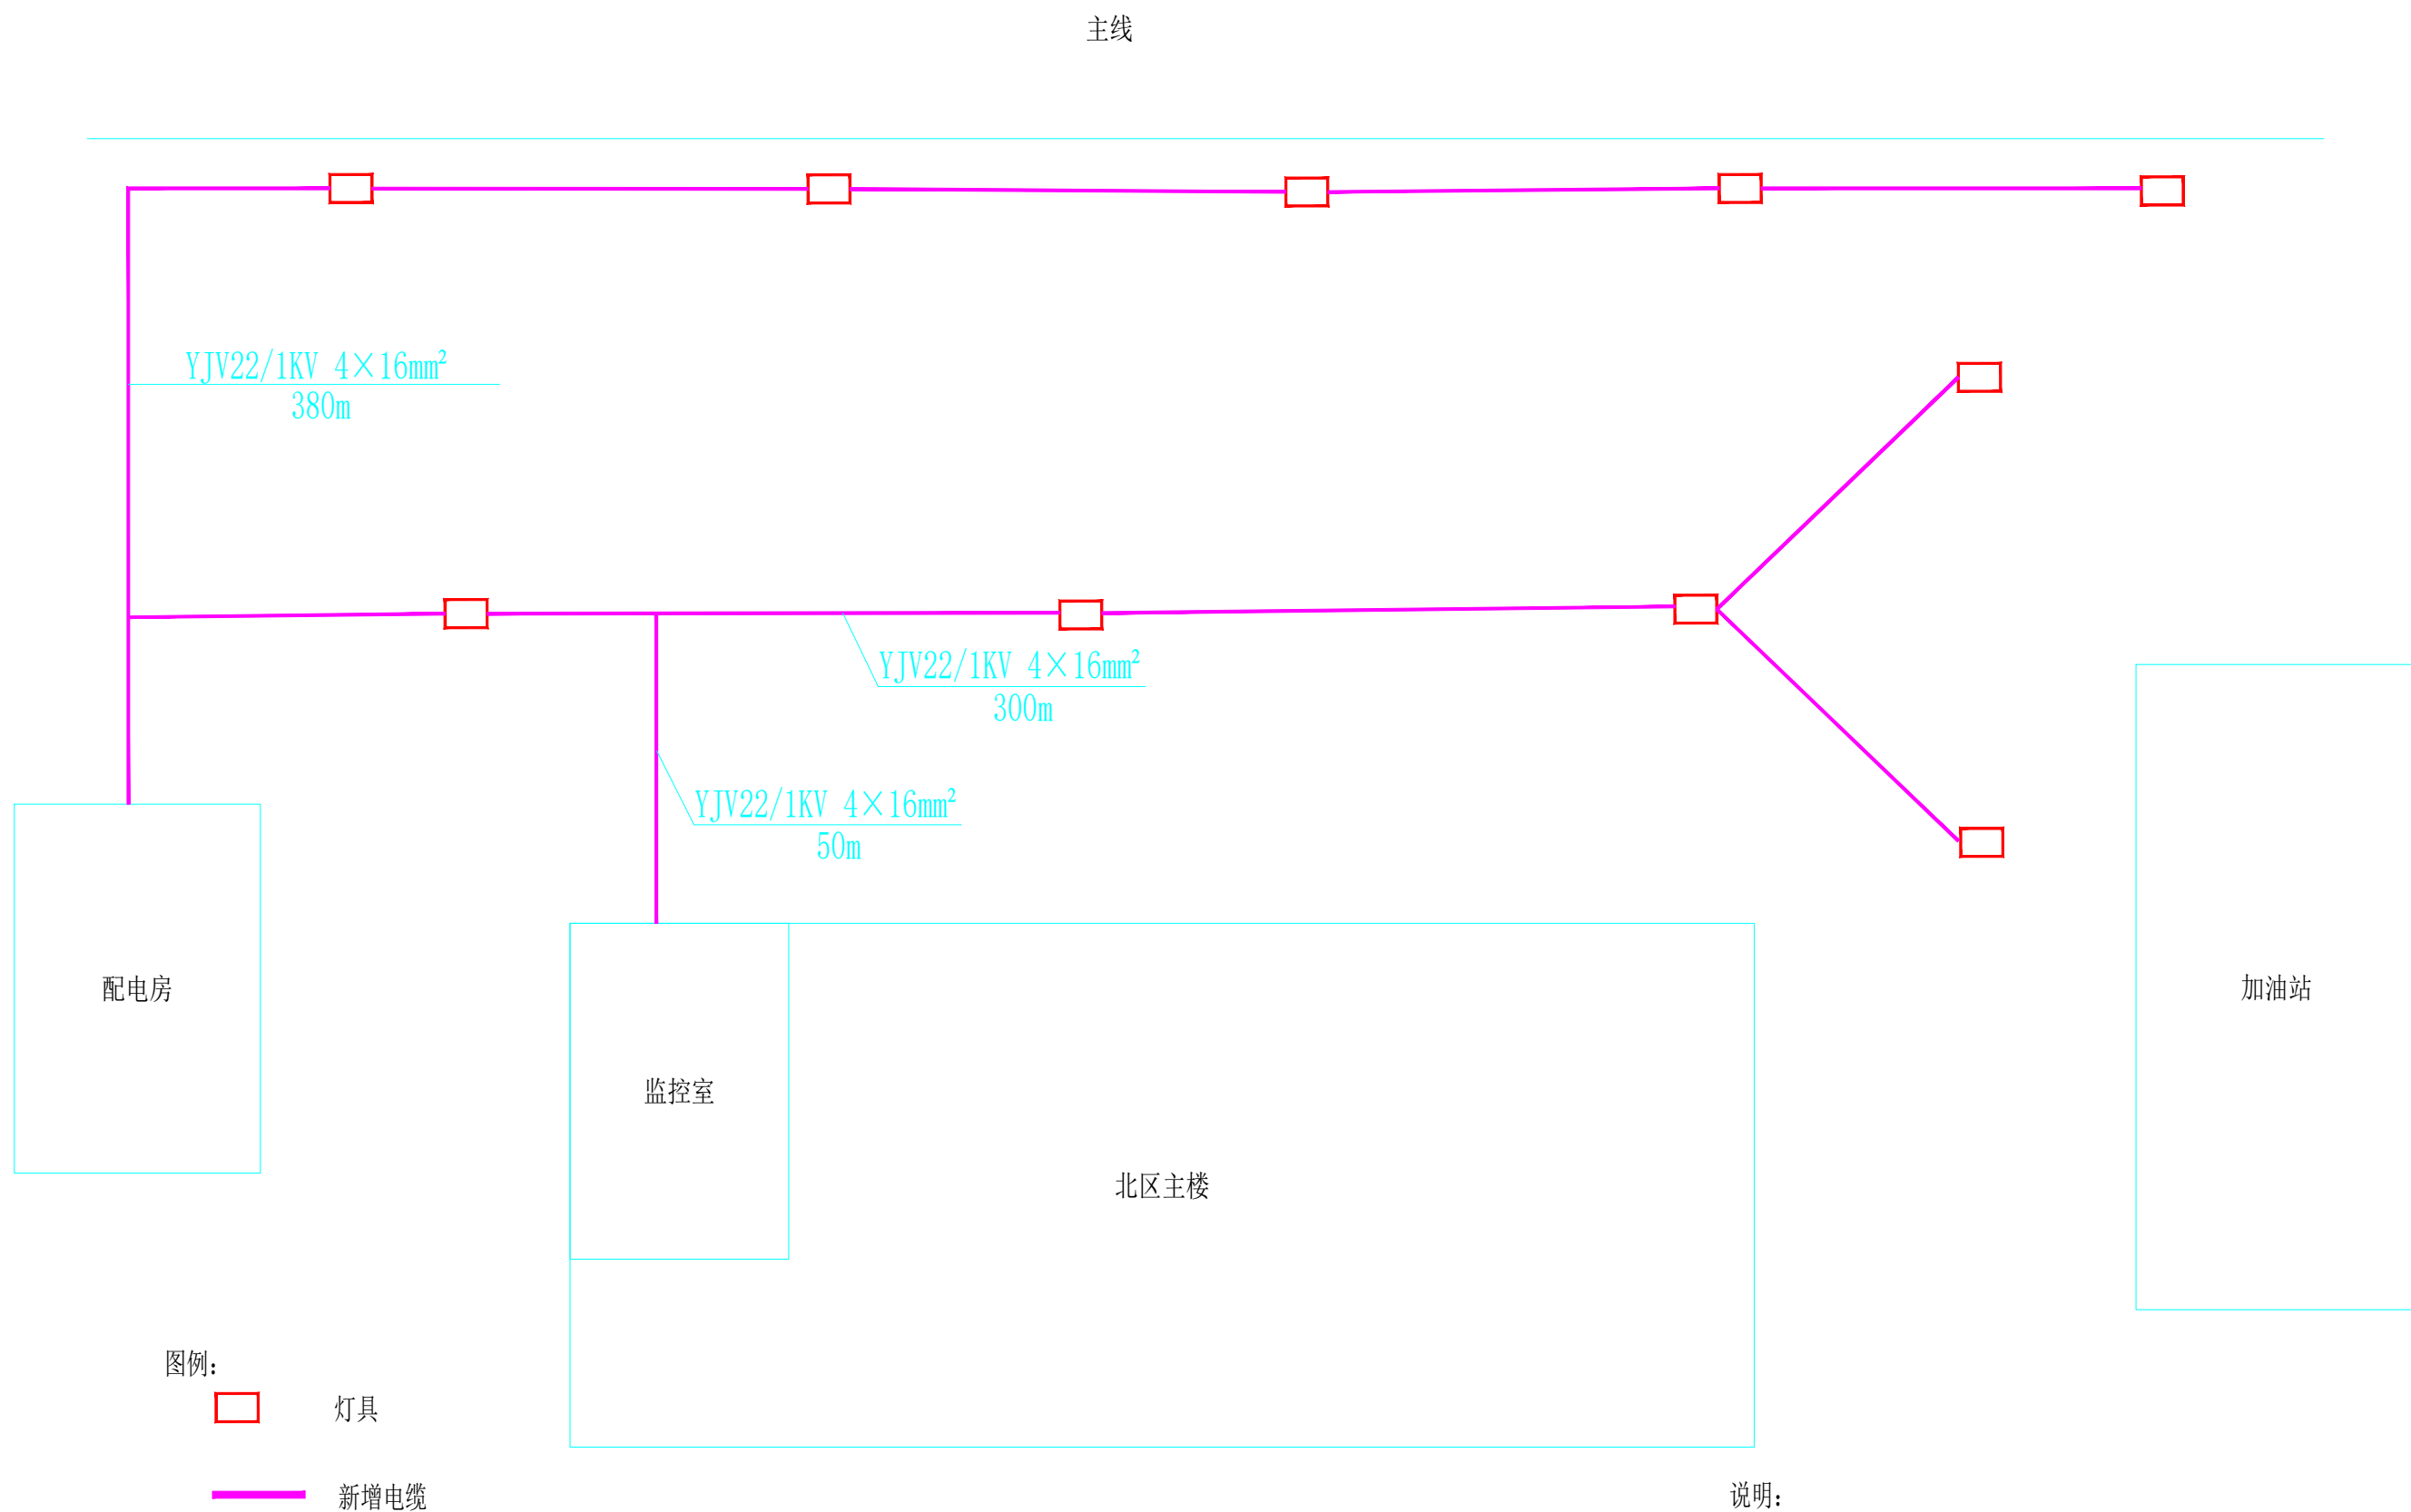 主线
YJV22/1KV 4×16mm²
380m
YJV22/1KV 4×16mm²
300m
YJV22/1KV 4×16mm²
50m
配电房
加油站
监控室
北区主楼
图例:
灯具
新增电缆
说明: